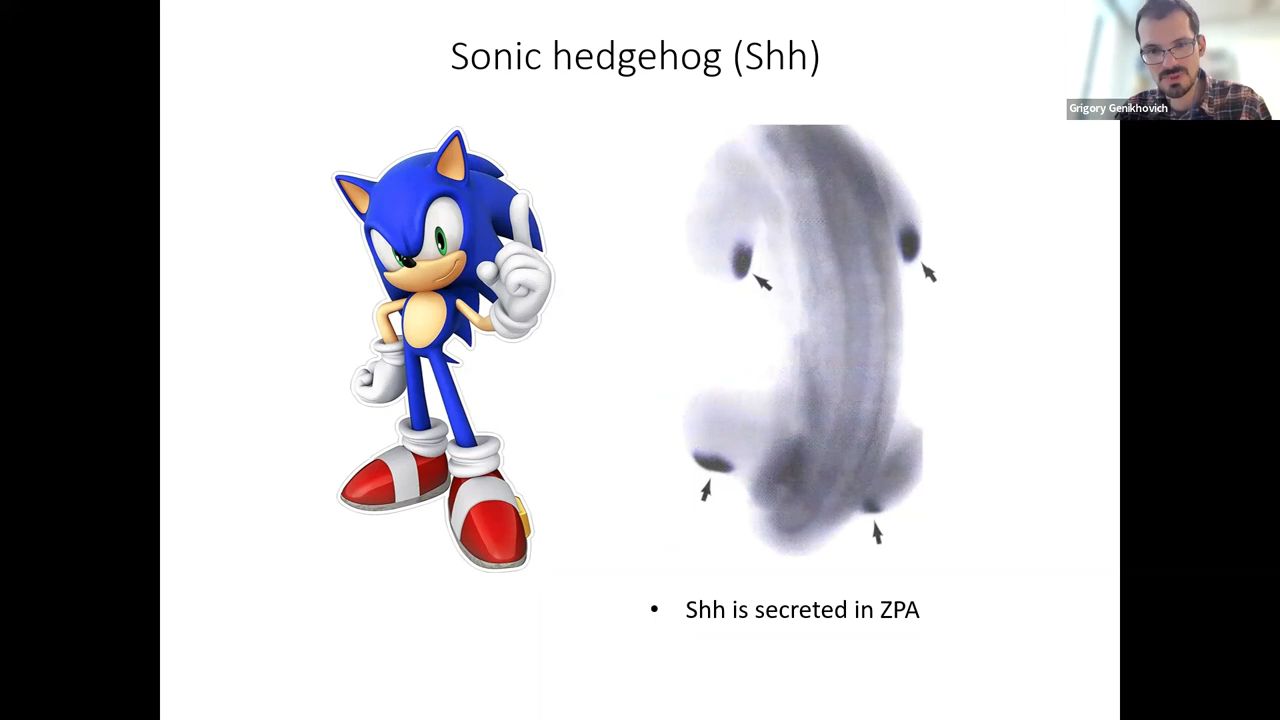 Sonic hedgehog (Shh)
Grigory Genikhovich
• Shh is secreted in ZPA